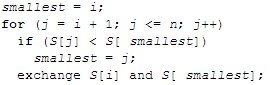 smallest = i;
for (j = i + 1; j <= n; j++)
if (S[j] < S[ smallest])
smallest = j;
exchange S[i] and S[ smallest];